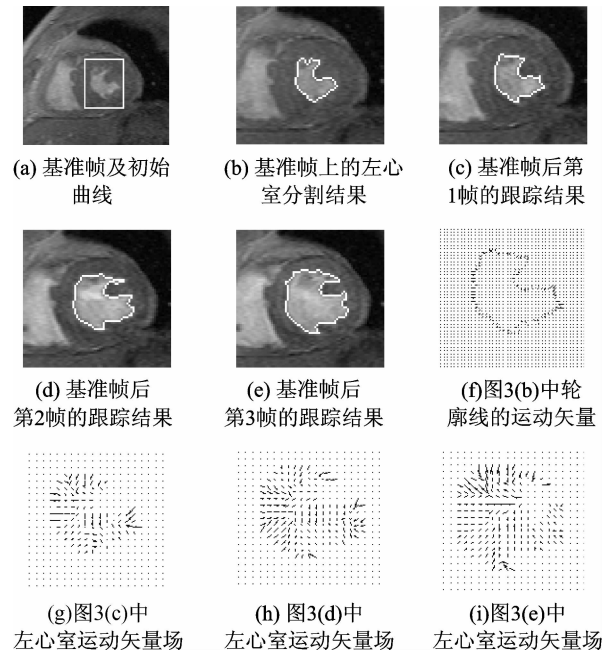 (a) 基准帧及初始
曲线
(b) 基准帧上的左心
室分割结果
(c) 基准帧后第
1帧的跟踪结果
(d) 基准帧后
第2帧的跟踪结果
(e) 基准帧后
第3帧的跟踪结果
(f)图3(b)中轮
廓线的运动矢量
(g)图3(c)中
左心室运动矢量场
(h) 图3(d)中
左心室运动矢量场
(i)图3(e)中
左心室运动矢量场